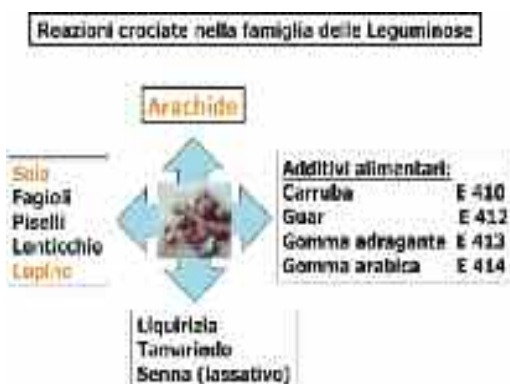 Reazioni crociate nella famiglia delle Leguminose
Arachide
Soia
Fagioli
Piselli
Lenticchie
Lupino
Additivi alimentari:
Carruba E 410
Guar E 412
Gomma adragante E 413
Gomma arabica E 414
Liquirizia
Tamarindo
Senna (lassativo)